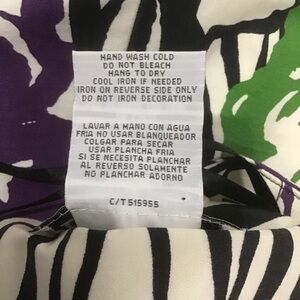 HAND WASH COLD
DO NOT BLEACH
HANG TO DRY
COOL IRON IF NEEDED
IRON ON REVERSE SIDE ONLY
DO NOT IRON DECORATION
LAVAR A MANO CON AGUA
FRIA NO USAR BLANQUEADOR
COLGAR PARA SECAR
USAR PLANCHA FRIA
SI SE NECESITA PLANCHAR
AL REVERSO SOLAMENTE
NO PLANCHAR ADORNO
C/T 515955